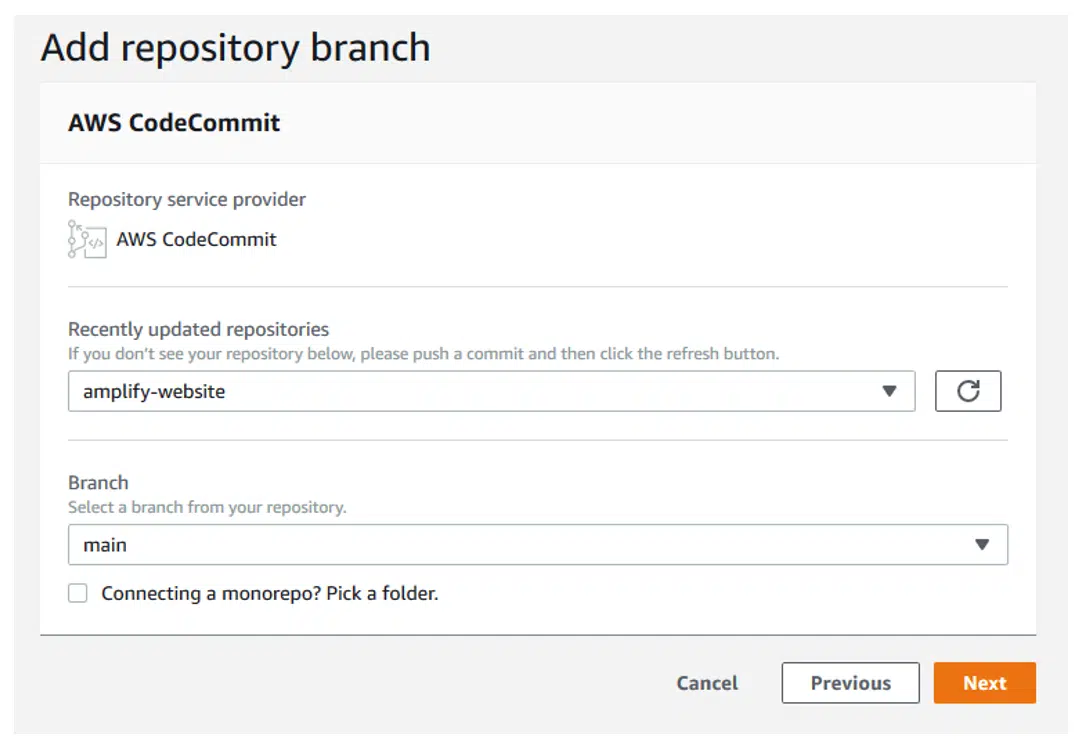 Add repository branch
AWS CodeCommit
Repository service provider
</>
AWS CodeCommit
Recently updated repositories
If you don't see your repository below, please push a commit and then click the refresh button.
amplify-website
Branch
Select a branch from your repository.
main
Connecting a monorepo? Pick a folder.
Cancel
Previous
Next